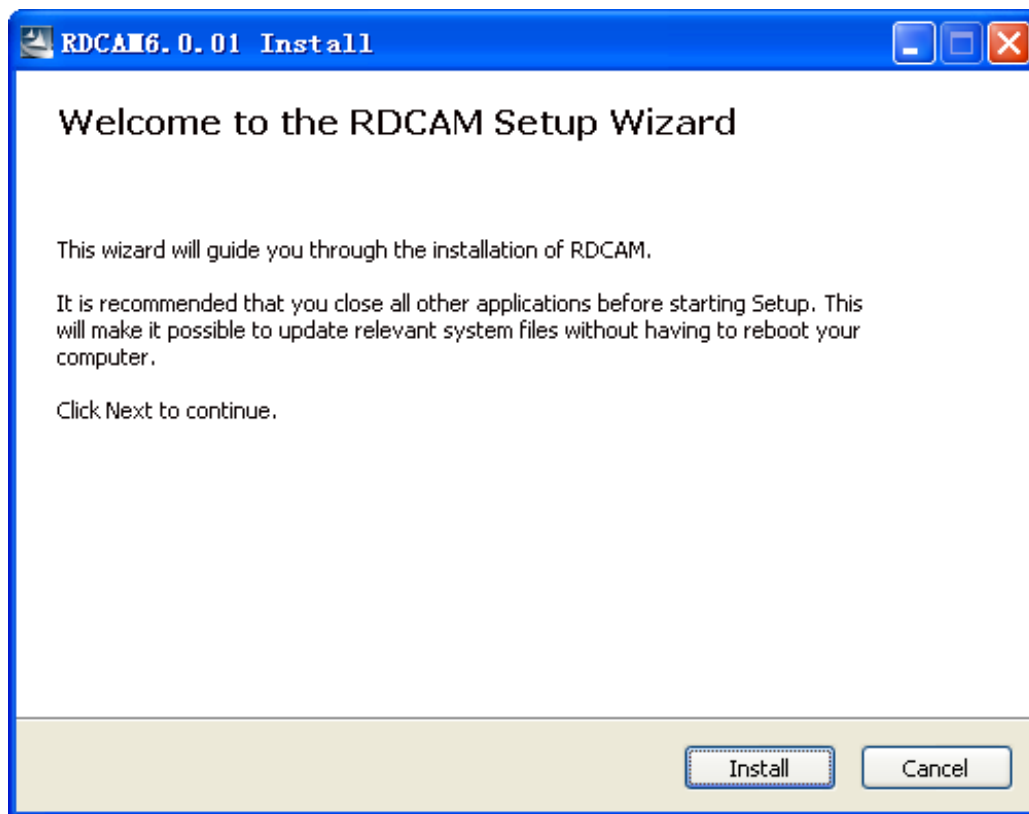 RDCAM6.0.01 Install
Welcome to the RDCAM Setup Wizard
This wizard will guide you through the installation of RDCAM.
It is recommended that you close all other applications before starting Setup. This
will make it possible to update relevant system files without having to reboot your
computer.
Click Next to continue.
Install
Cancel